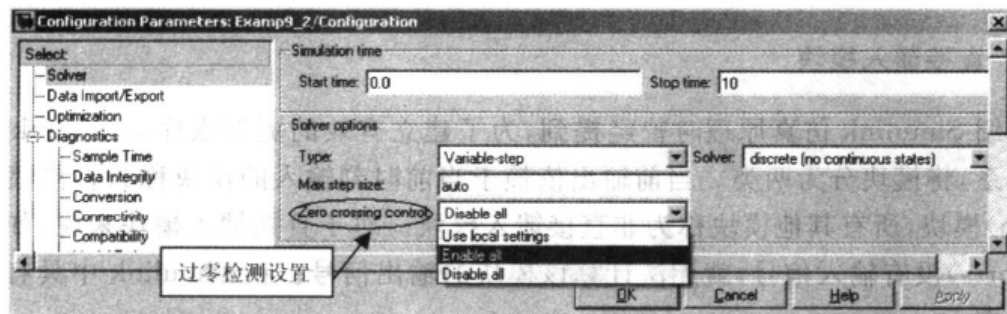 Configuration Parameters: Examp9_2/Configuration
Select:
Solver
Data Import/Export
Optimization
Diagnostics
Sample Time
Data Integrity
Conversion
Connectivity
Compatibility
Simulation time
Start time: 0.0
Stop time: 10
Solver options
Type: Variable-step
Solver: discrete (no continuous states)
Max step size: auto
Zero crossing control: Disable all
Use local settings
Enable all
Disable all
过零检测设置
OK
Cancel
Help
Apply